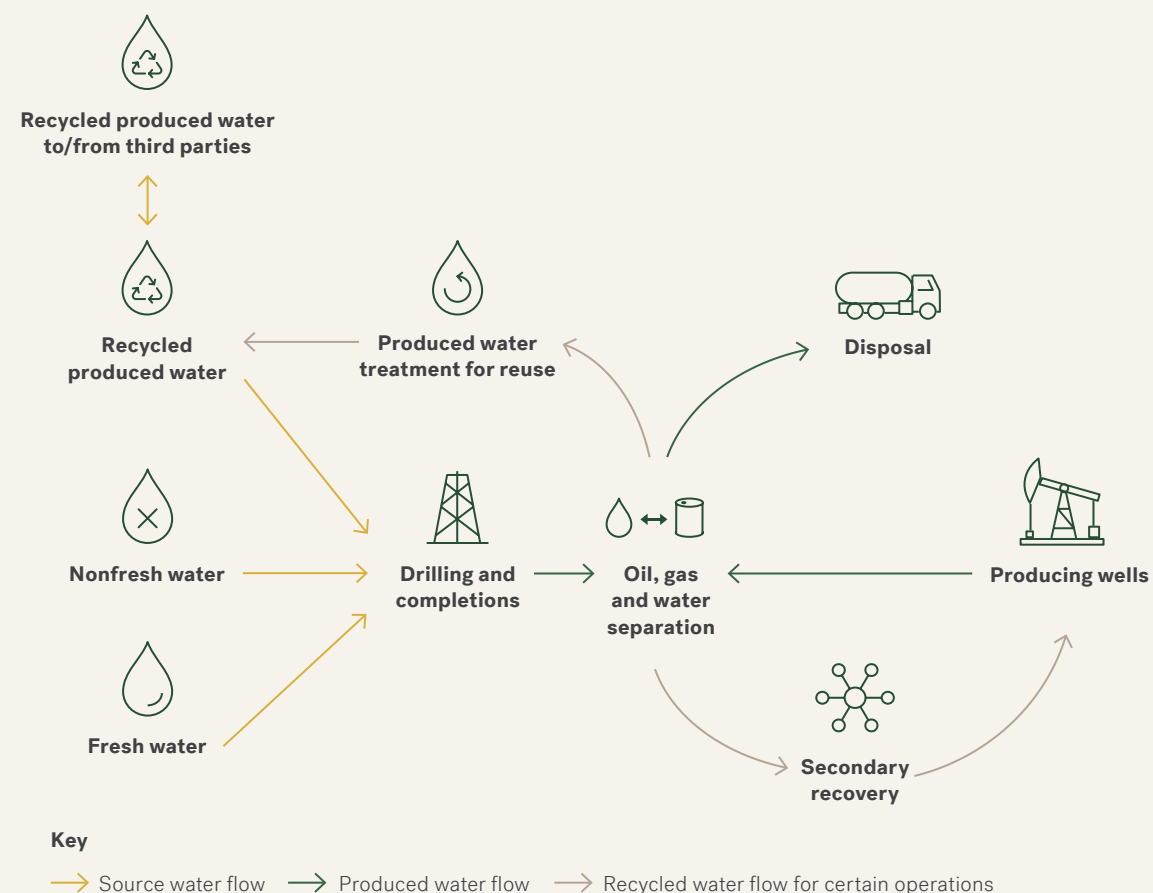 Recycled produced water
to/from third parties
Recycled
produced water
Produced water
treatment for reuse
Disposal
Nonfresh water
Drilling and
completions
Oil, gas
and water
separation
Producing wells
Fresh water
Secondary
recovery
Key
Source water flow
Produced water flow
Recycled water flow for certain operations